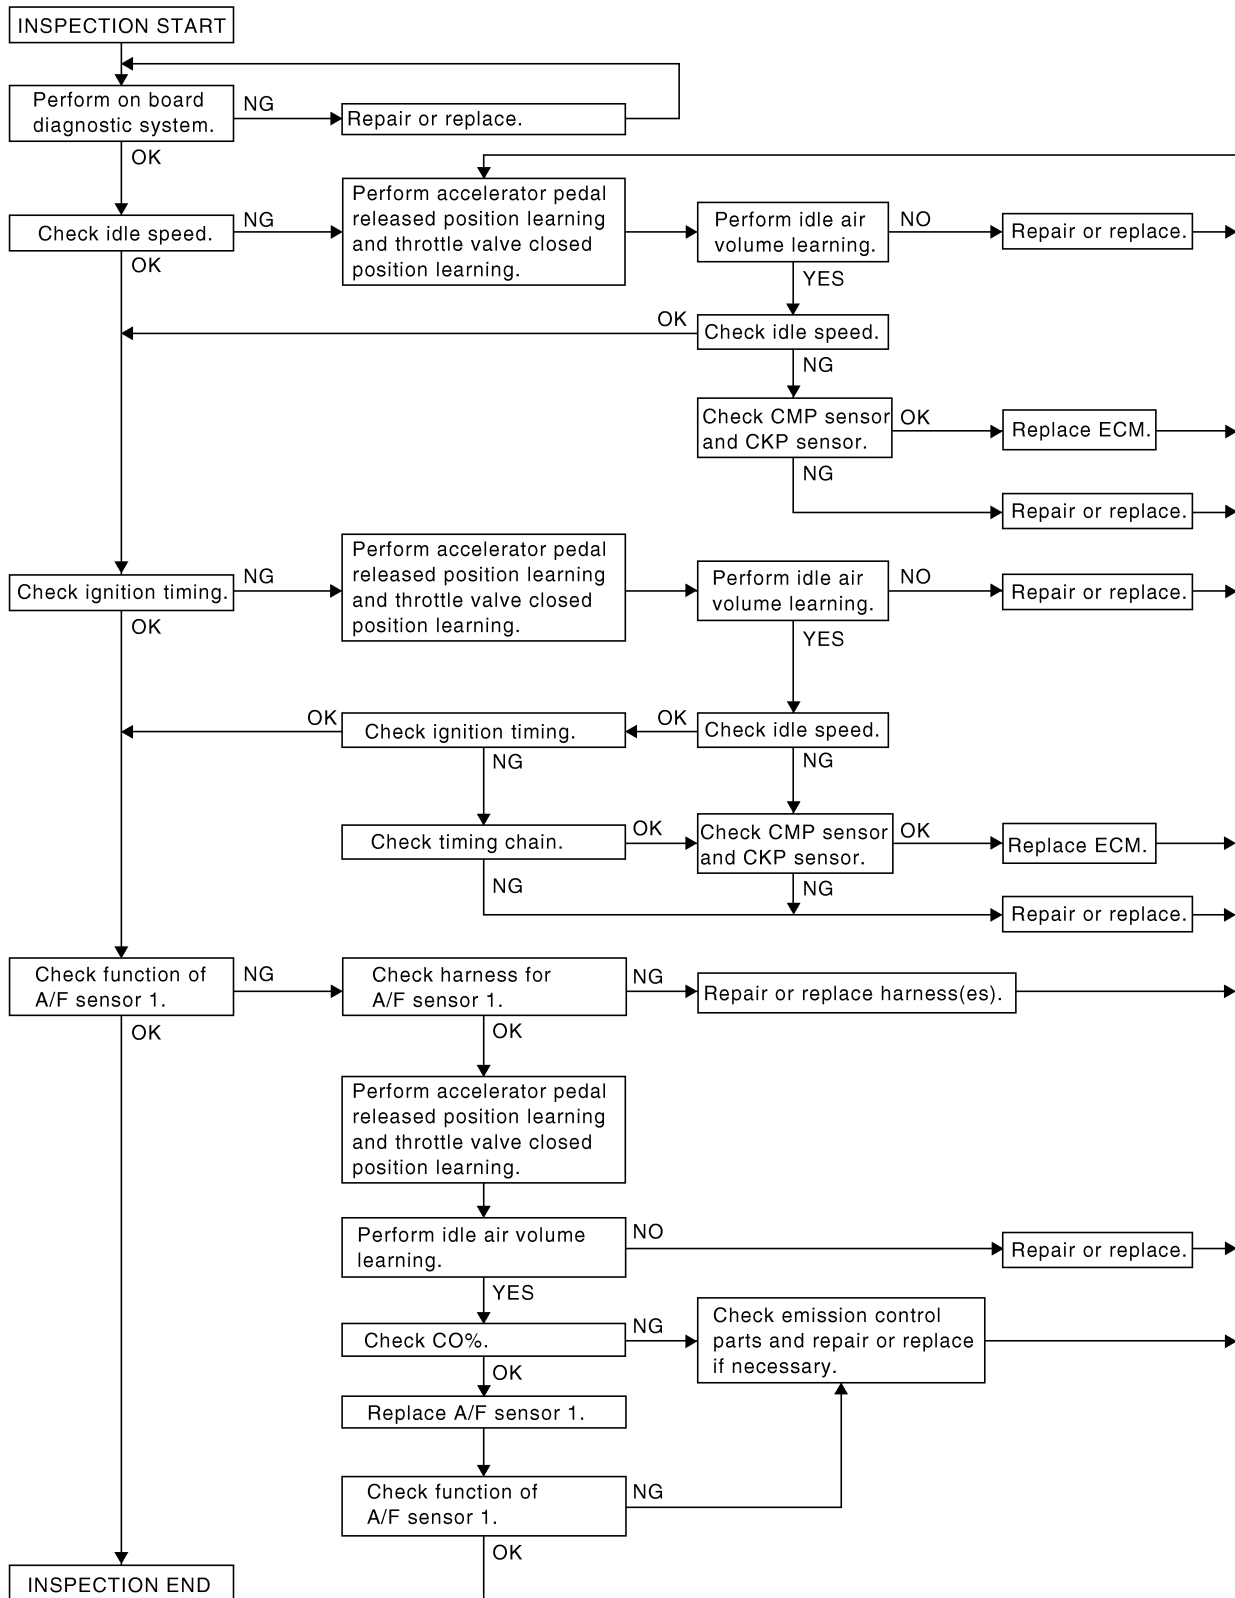 INSPECTION START
Perform on board
diagnostic system.
NG
Repair or replace.
OK
Check idle speed.
NG
Perform accelerator pedal
released position learning
and throttle valve closed
position learning.
Perform idle air
volume learning.
NO
Repair or replace.
OK
YES
OK
Check idle speed.
NG
Check CMP sensor
and CKP sensor.
OK
Replace ECM.
NG
Repair or replace.
Check ignition timing.
NG
Perform accelerator pedal
released position learning
and throttle valve closed
position learning.
Perform idle air
volume learning.
NO
Repair or replace.
OK
YES
OK
Check ignition timing.
OK
Check idle speed.
NG
NG
Check timing chain.
OK
Check CMP sensor
and CKP sensor.
OK
Replace ECM.
NG
NG
Repair or replace.
Check function of
A/F sensor 1.
NG
Check harness for
A/F sensor 1.
NG
Repair or replace harness(es).
OK
OK
Perform accelerator pedal
released position learning
and throttle valve closed
position learning.
Perform idle air volume
learning.
NO
Repair or replace.
YES
Check CO%.
NG
Check emission control
parts and repair or replace
if necessary.
OK
Replace A/F sensor 1.
Check function of
A/F sensor 1.
NG
OK
INSPECTION END